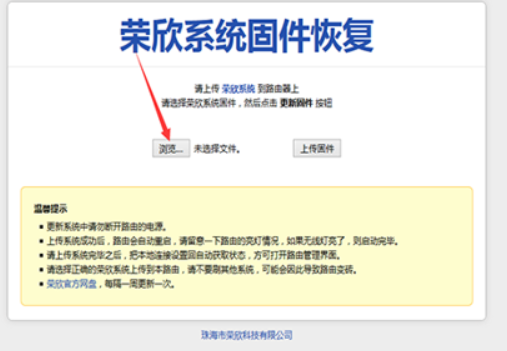 荣欣系统固件恢复
请上传 荣欣系统 到路由器上
请选择荣欣系统固件，然后点击 更新固件 按钮
浏览... 未选择文件。 上传固件
温馨提示
更新系统中请勿断开路由的电源。
上传系统成功后，路由会自动重启，请留意一下路由的亮灯情况，如果无线灯亮了，则启动完毕。
请上传系统完毕之后，把本地连接设置回自动获取状态，方可打开路由管理界面。
请选择正确的荣欣系统上传到本路由，请不要刷其他系统，可能会因此导致路由变砖。
荣欣官方网盘，每隔一周更新一次。
珠海市荣欣科技有限公司